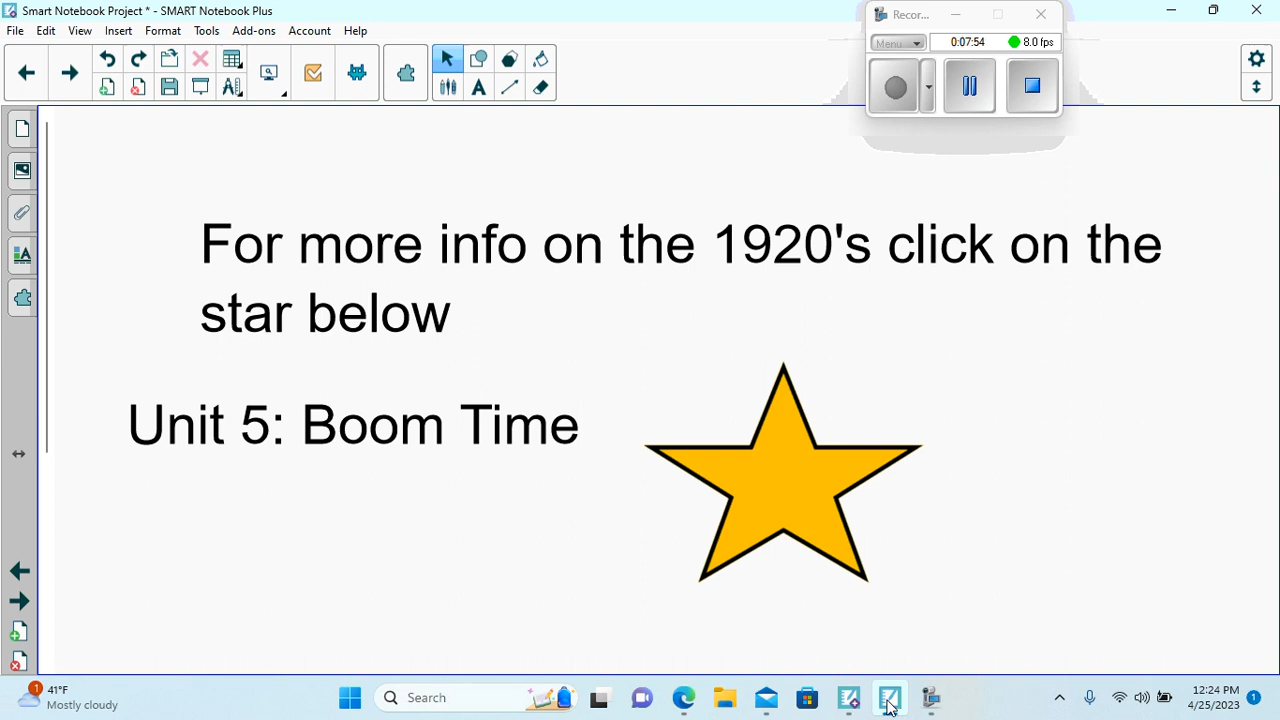 Smart Notebook Project * - SMART Notebook Plus
Recor...
File Edit View Insert Format Tools Add-ons Account Help
Menu 0:07:54 8.0 fps
For more info on the 1920's click on the
star below
Unit 5: Boom Time
1
41°F
Mostly cloudy
Search
12:24 PM
4/25/2023
1